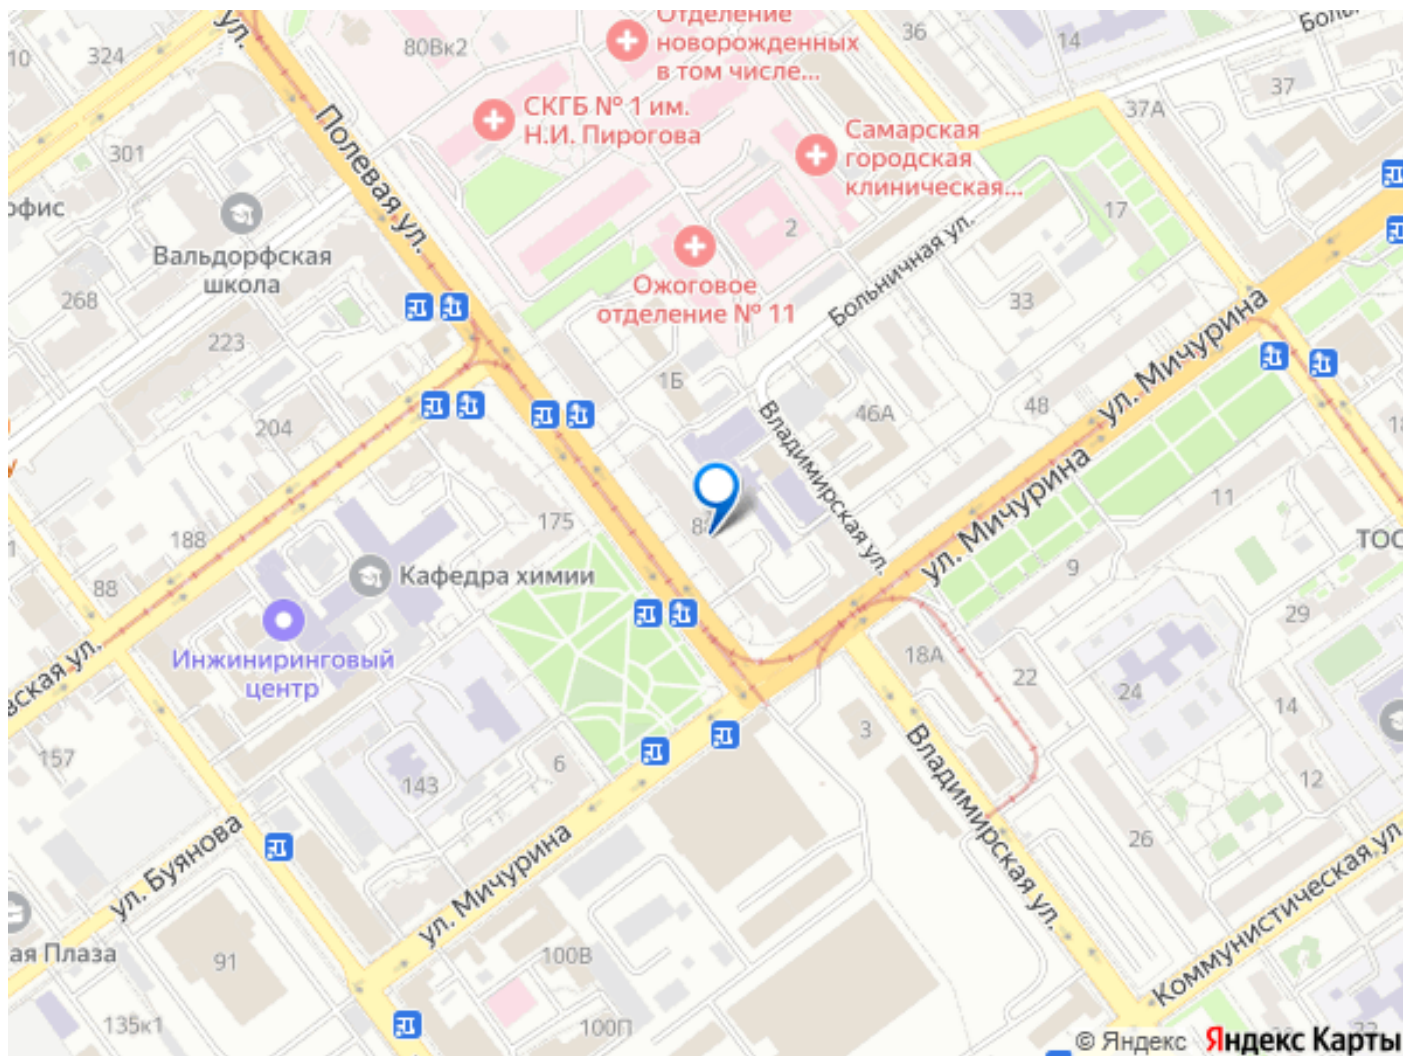 Отделение
новорожденных
в том числе...
36
14
10
324
80Вк2
37
37А
СКГБ № 1 им.
Н.И. Пирогова
Самарская
городская
клиническая...
301
Полевая ул.
офис
Вальдорфская
школа
2
17
Больничная ул.
Ожоговое
отделение № 11
268
33
223
1Б
ул. Мичурина
204
46А
48
Владимирская ул.
175
188
11
ул. Мичурина
Кафедра химии
9
88
29
Инжиниринговый
центр
18А
22
24
14
157
3
6
143
12
Владимирская ул.
26
ул. Буянова
ул. Мичурина
Коммунистическая ул.
ая Плаза
91
100В
135к1
100П
© Яндекс
Яндекс Карты